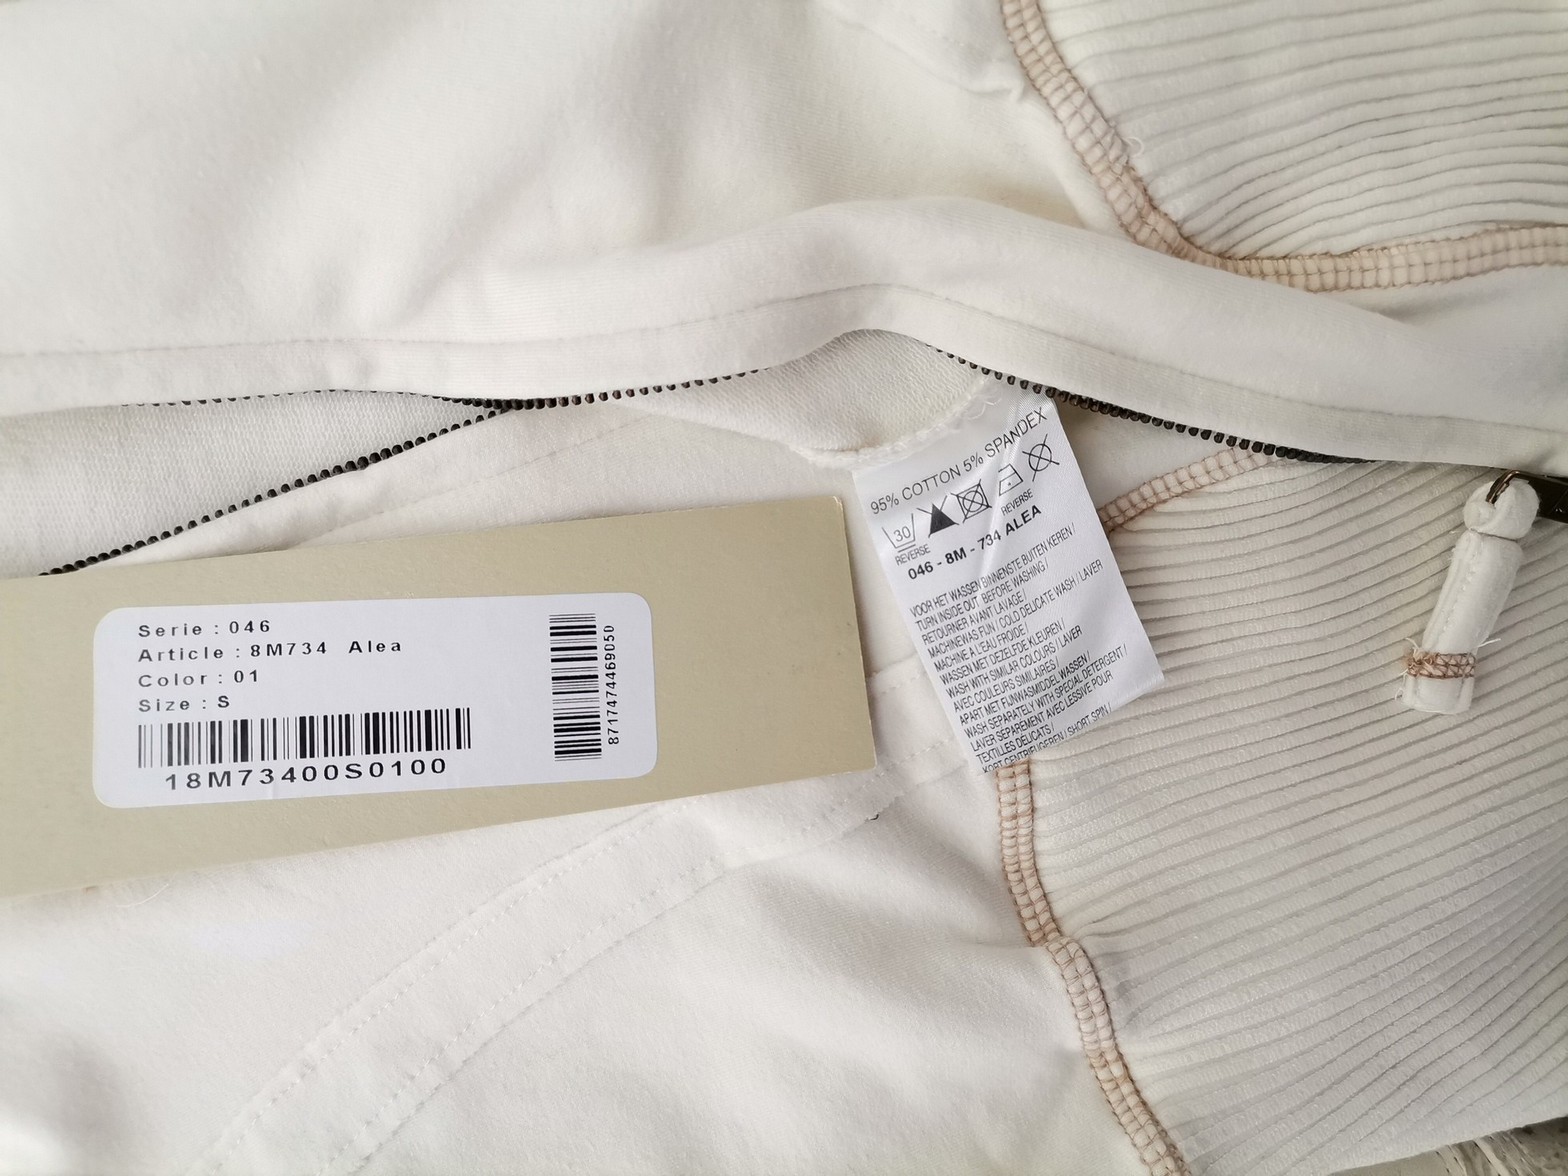 Serie : 046
Article : 8M734 Alea
Color : 01
Size : S
18M73400S0100
8717474469050
95% COTTON 5% SPANDEX
30
REVERSE
REVERSE
046 - 8M - 734 ALEA
VOOR HET WASSEN BINNENSTE BUITEN KEREN /
TURN INSIDE OUT BEFORE WASHING /
RETOURNER AVANT LAVAGE /
MACHINE WAS FIJN / COLD DELICATE WASH / LAVER
MACHINE A L'EAU FROIDE /
WASSEN MET DEZELFDE KLEUREN /
WASH WITH SIMILAR COLOURS / LAVER
AVEC COULEURS SIMILAIRES /
APART MET FIJNWASMIDDEL WASSEN /
WASH SEPARATELY WITH SPECIAL DETERGENT /
LAVER SEPAREMENT AVEC LESSIVE POUR
TEXTILES DELICATS /
/ SHORT SPIN /